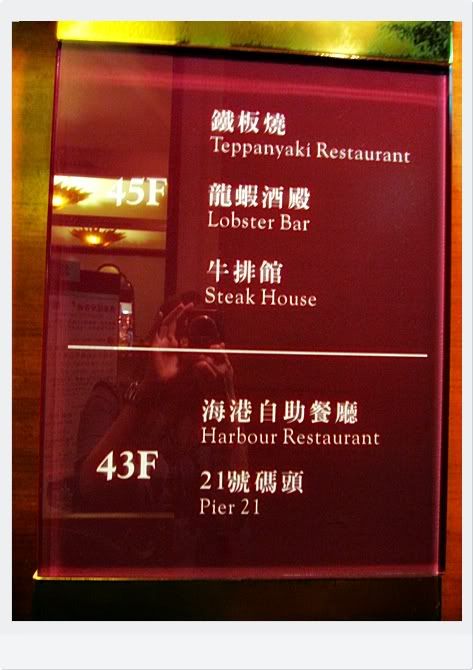 鐵板燒
Teppanyaki Restaurant
45F
龍蝦酒殿
Lobster Bar
牛排館
Steak House
海港自助餐廳
Harbour Restaurant
43F
21號碼頭
Pier 21